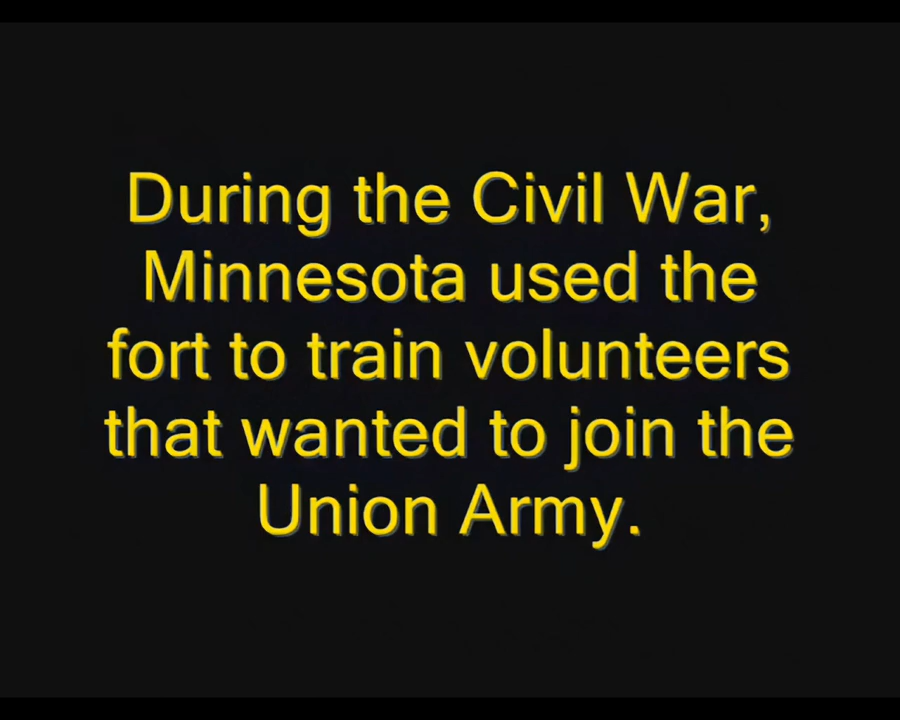 During the Civil War,
Minnesota used the
fort to train volunteers
that wanted to join the
Union Army.